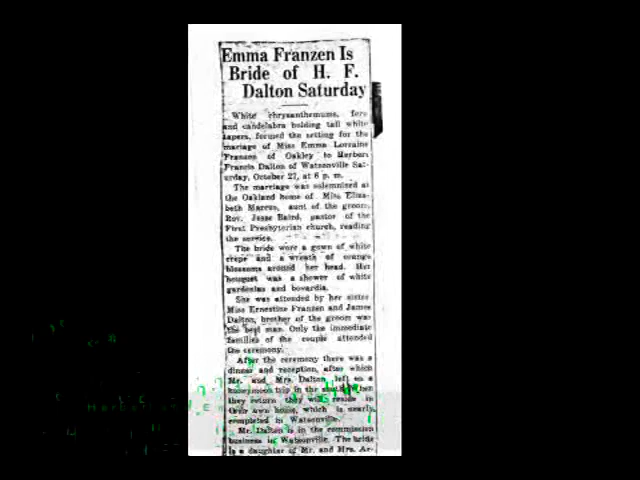 Emma Franzen Is
Bride of H. F.
Dalton Saturday
White chrysanthemums, fern
and candelabra holding tall white
tapers, formed the setting for the
marriage of Miss Emma Lorraine
Franzen of Oakley to Herbert
Francis Dalton of Watsonville Sat-
urday, October 27, at 6 p. m.
The marriage was solemnized at
the Oakland home of Miss Eliza-
beth Marcus, aunt of the groom,
Rev. Jesse Baird, pastor of the
First Presbyterian church, reading
the service.
The bride wore a gown of white
crepe and a wreath of orange
blossoms around her head. Her
bouquet was a shower of white
gardenias and bovardia.
She was attended by her sister
Miss Ernestine Franzen and James
Dalton, brother of the groom was
the best man. Only the immediate
families of the couple attended
the ceremony.
After the ceremony there was a
dinner and reception, after which
Mr. and Mrs. Dalton left on a
honeymoon trip in the south. When
they return they will reside in
their own home, which is nearly
completed in Watsonville.
Mr. Dalton is in the commission
business in Watsonville. The bride
is a daughter of Mr. and Mrs. Ar-